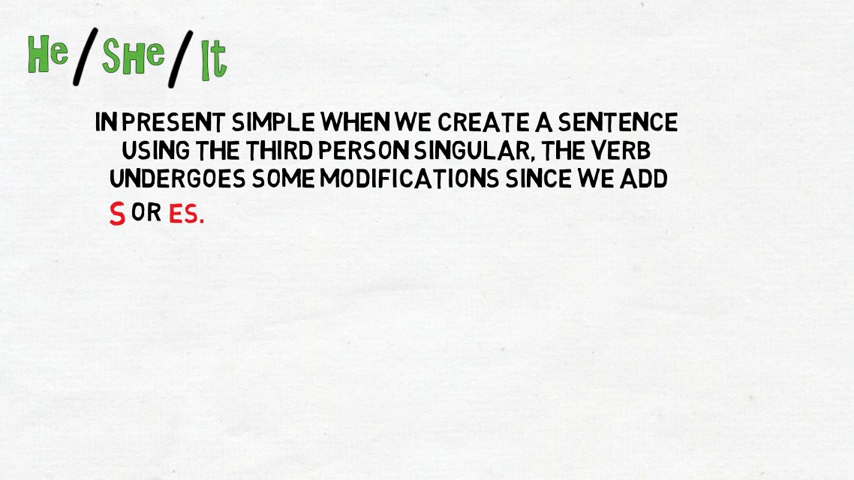 He/SHe/It
IN PRESENT SIMPLE WHEN WE CREATE A SENTENCE
USING THE THIRD PERSON SINGULAR, THE VERB
UNDERGOES SOME MODIFICATIONS SINCE WE ADD
S OR ES.